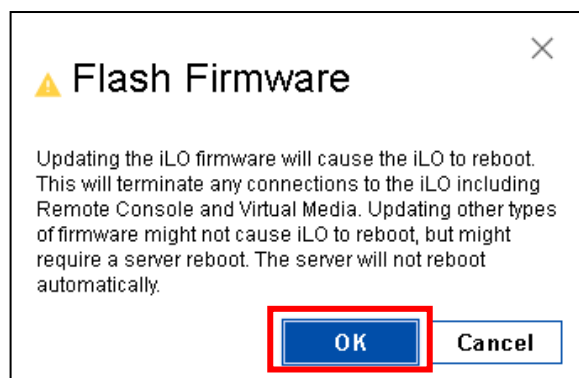 Flash Firmware
Updating the iLO firmware will cause the iLO to reboot.
This will terminate any connections to the iLO including
Remote Console and Virtual Media. Updating other types
of firmware might not cause iLO to reboot, but might
require a server reboot. The server will not reboot
automatically.
OK Cancel